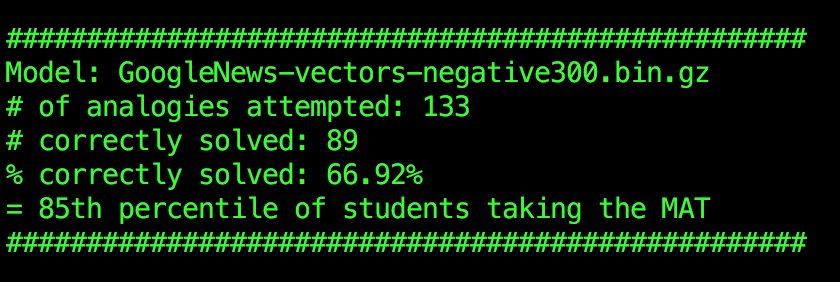 ##################################################
Model: GoogleNews-vectors-negative300.bin.gz
# of analogies attempted: 133
# correctly solved: 89
% correctly solved: 66.92%
= 85th percentile of students taking the MAT
##################################################